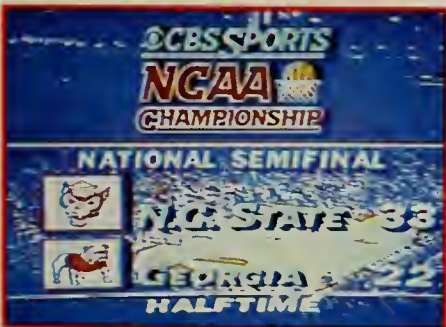 CBS SPORTS
NCAA
CHAMPIONSHIP
NATIONAL SEMIFINAL
N.C. STATE 33
GEORGIA 22
HALFTIME